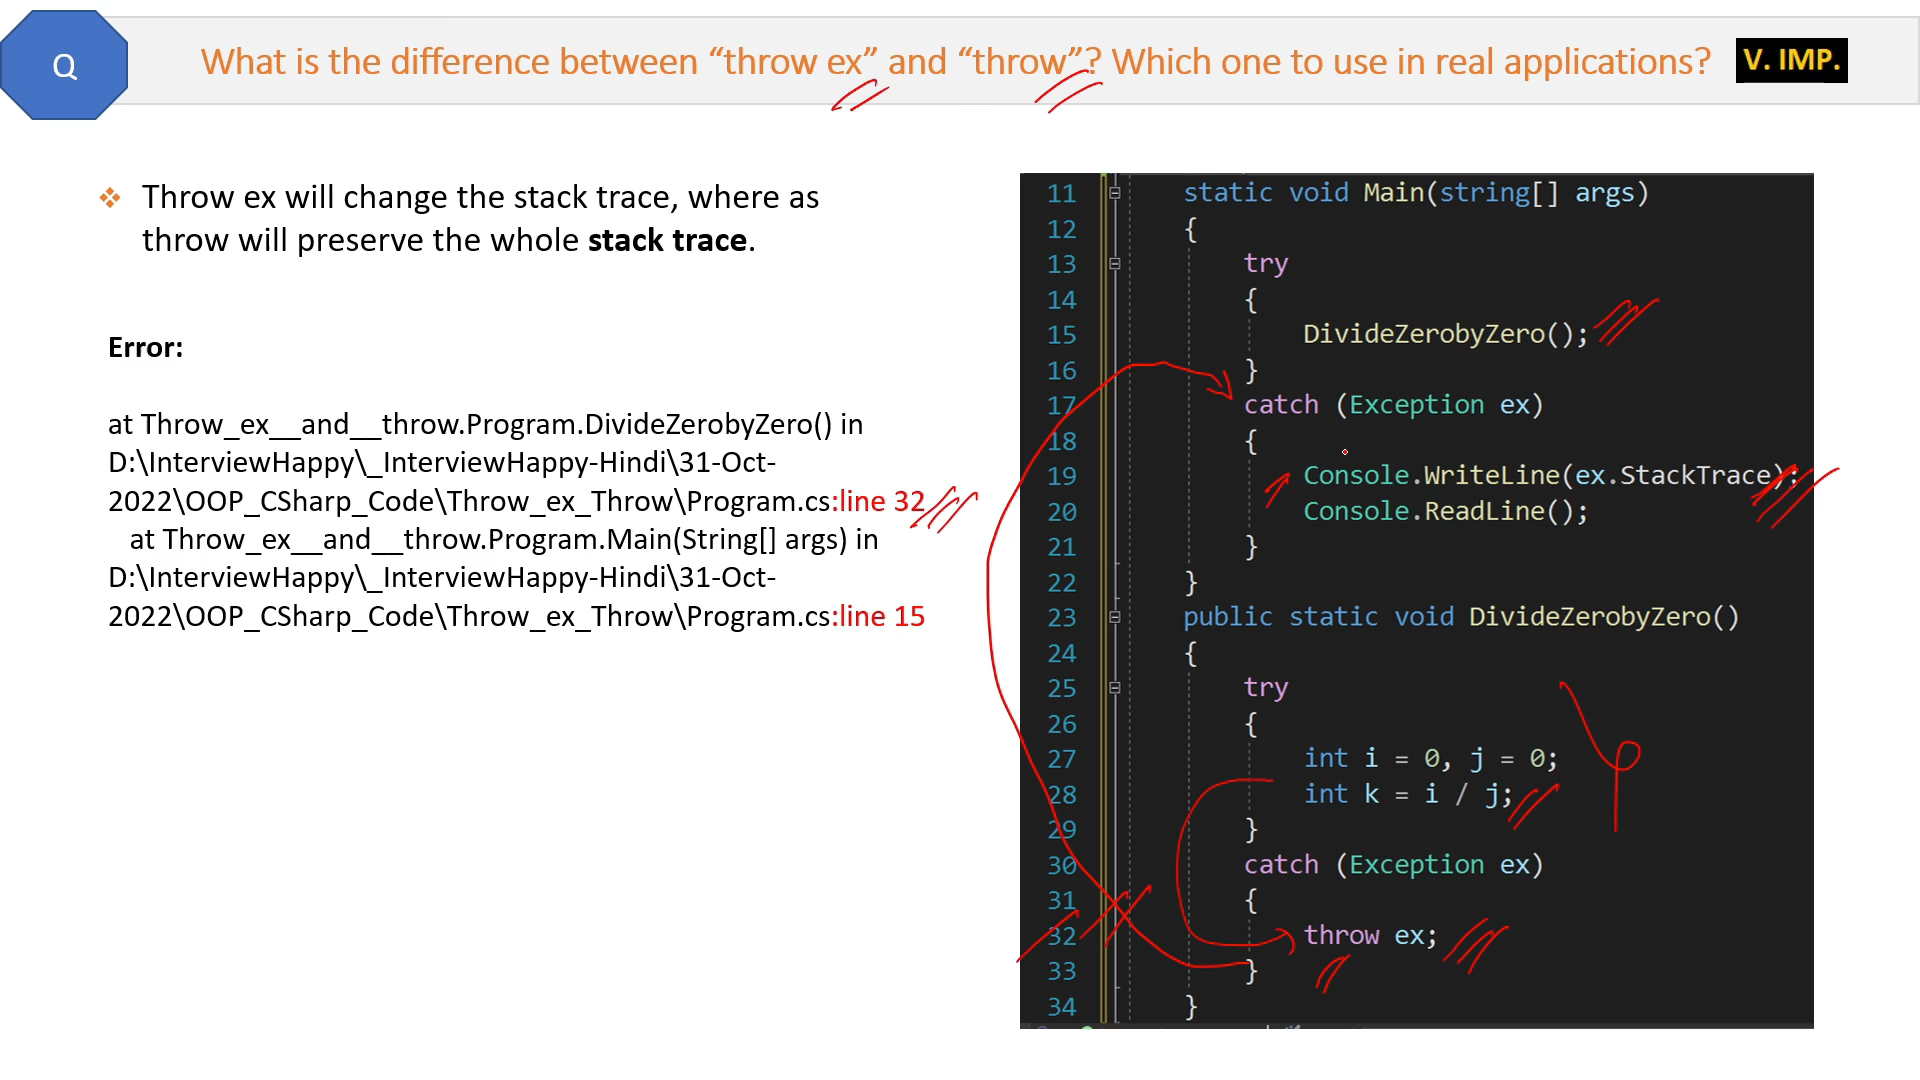 Q
What is the difference between “throw ex” and “throw”? Which one to use in real applications?
V. IMP.
Throw ex will change the stack trace, where as
throw will preserve the whole stack trace.
Error:
at Throw_ex__and__throw.Program.DivideZerobyZero() in
D:\InterviewHappy\_InterviewHappy-Hindi\31-Oct-
2022\OOP_CSharp_Code\Throw_ex_Throw\Program.cs:line 32
at Throw_ex__and__throw.Program.Main(String[] args) in
D:\InterviewHappy\_InterviewHappy-Hindi\31-Oct-
2022\OOP_CSharp_Code\Throw_ex_Throw\Program.cs:line 15
11 static void Main(string[] args)
12 {
13 try
14 {
15 DivideZerobyZero();
16 }
17 catch (Exception ex)
18 {
19 Console.WriteLine(ex.StackTrace);
20 Console.ReadLine();
21 }
22 }
23 public static void DivideZerobyZero()
24 {
25 try
26 {
27 int i = 0, j = 0;
28 int k = i / j;
29 }
30 catch (Exception ex)
31 {
32 throw ex;
33 }
34 }